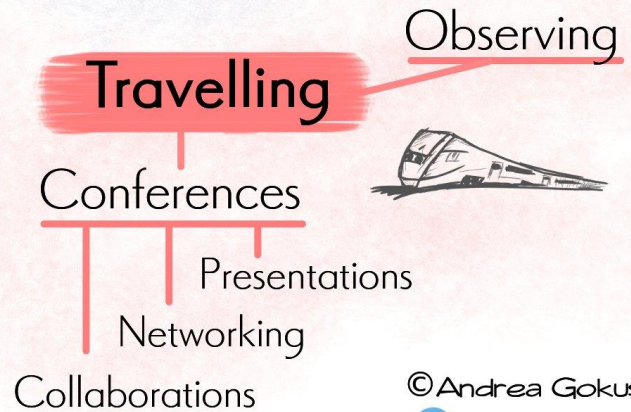 Observing
Travelling
Conferences
Presentations
Networking
Collaborations
©Andrea Gokus